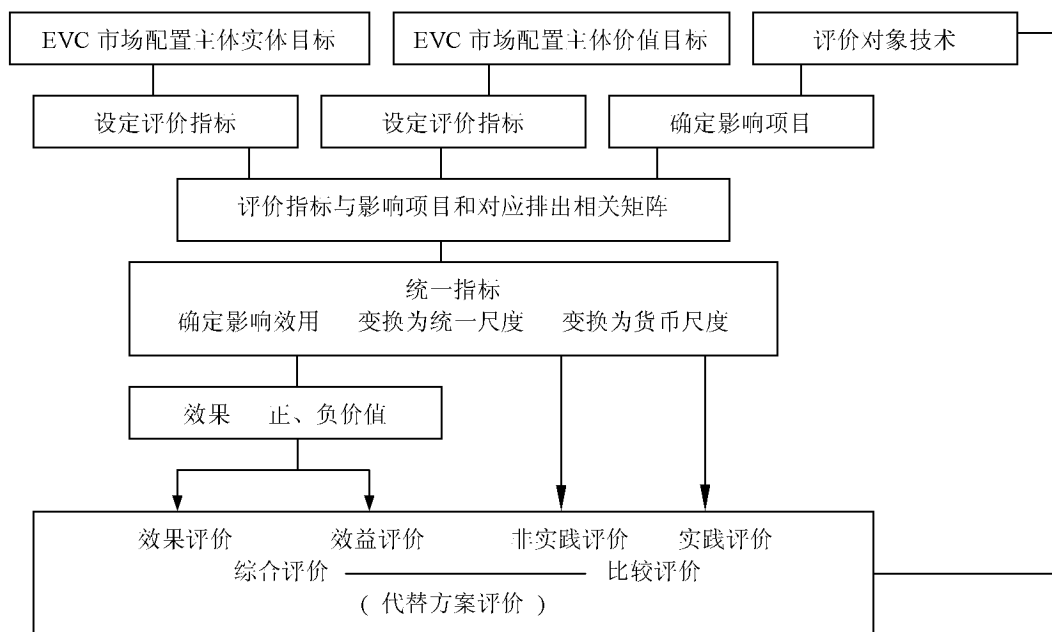 EVC 市场配置主体实体目标 EVC 市场配置主体价值目标 评价对象技术
设定评价指标 设定评价指标 确定影响项目
评价指标与影响项目和对应排出相关矩阵
统一指标
确定影响效用 变换为统一尺度 变换为货币尺度
效果 正、负价值
效果评价 效益评价 非实践评价 实践评价
综合评价 比较评价
( 代替方案评价 )